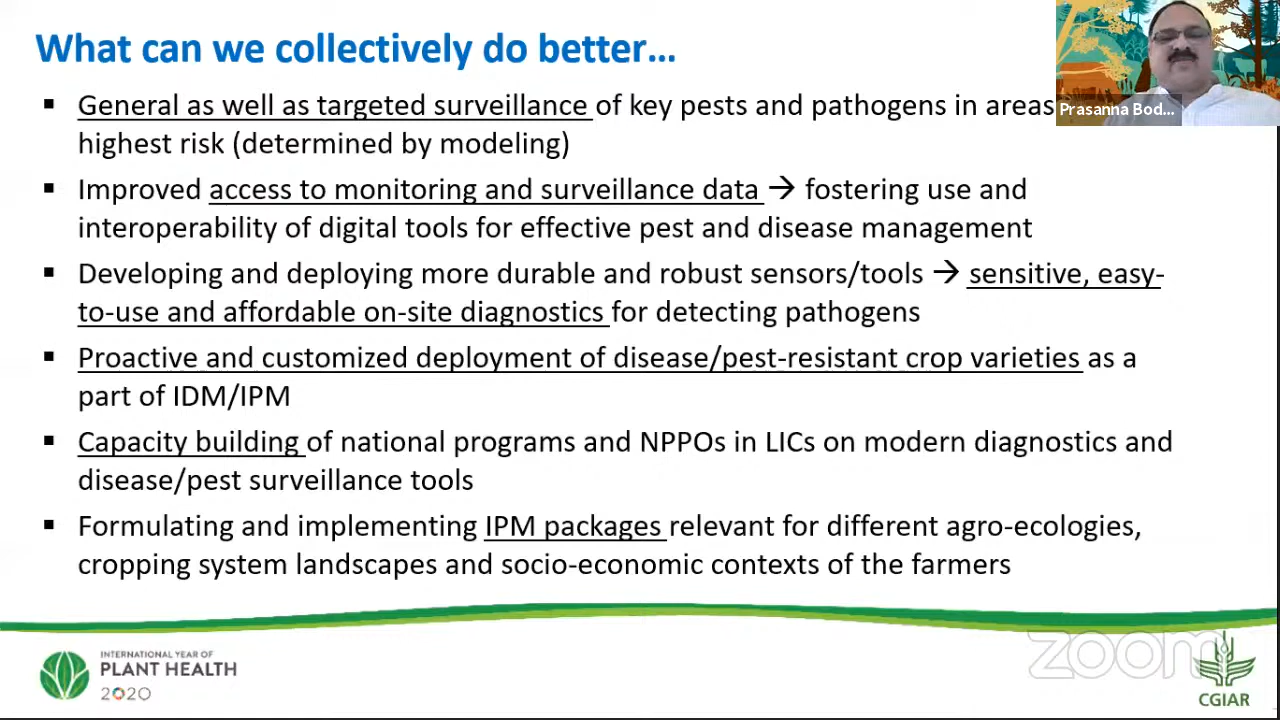 What can we collectively do better...
Prasanna Bod...
▪ General as well as targeted surveillance of key pests and pathogens in areas
highest risk (determined by modeling)
▪ Improved access to monitoring and surveillance data → fostering use and
interoperability of digital tools for effective pest and disease management
▪ Developing and deploying more durable and robust sensors/tools → sensitive, easy-
to-use and affordable on-site diagnostics for detecting pathogens
▪ Proactive and customized deployment of disease/pest-resistant crop varieties as a
part of IDM/IPM
▪ Capacity building of national programs and NPPOs in LICs on modern diagnostics and
disease/pest surveillance tools
▪ Formulating and implementing IPM packages relevant for different agro-ecologies,
cropping system landscapes and socio-economic contexts of the farmers
INTERNATIONAL YEAR OF
PLANT HEALTH
2020
zoom
CGIAR